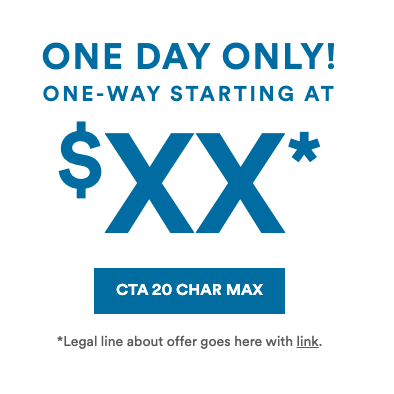 ONE DAY ONLY!
ONE-WAY STARTING AT
$XX*
CTA 20 CHAR MAX
*Legal line about offer goes here with link.